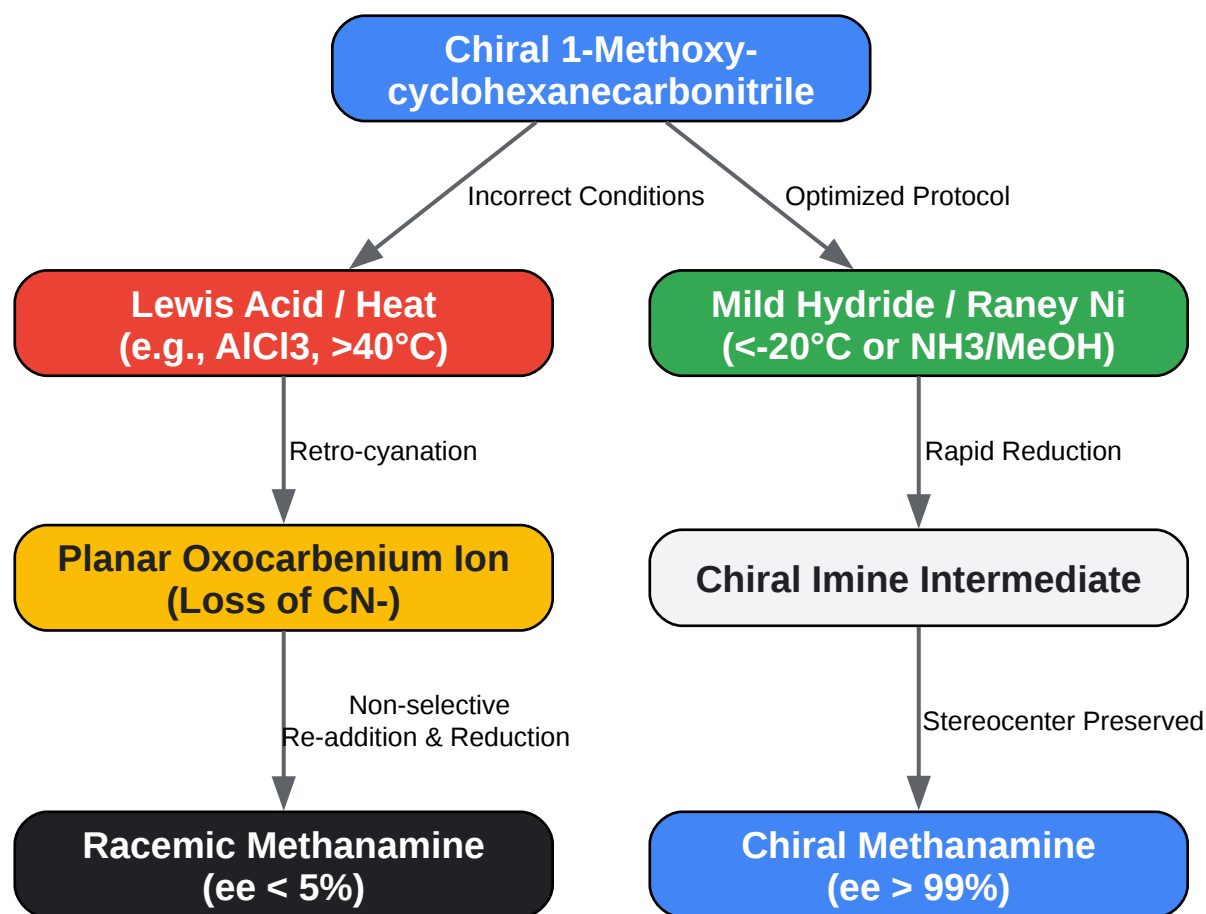 Chiral 1-Methoxy-
cyclohexanecarbonitrile
Incorrect Conditions
Optimized Protocol
Lewis Acid / Heat
(e.g., AlCl3, >40°C)
Mild Hydride / Raney Ni
(<-20°C or NH3/MeOH)
Retro-cyanation
Rapid Reduction
Planar Oxocarbenium Ion
(Loss of CN-)
Chiral Imine Intermediate
Non-selective
Re-addition & Reduction
Stereocenter Preserved
Racemic Methanamine
(ee < 5%)
Chiral Methanamine
(ee > 99%)